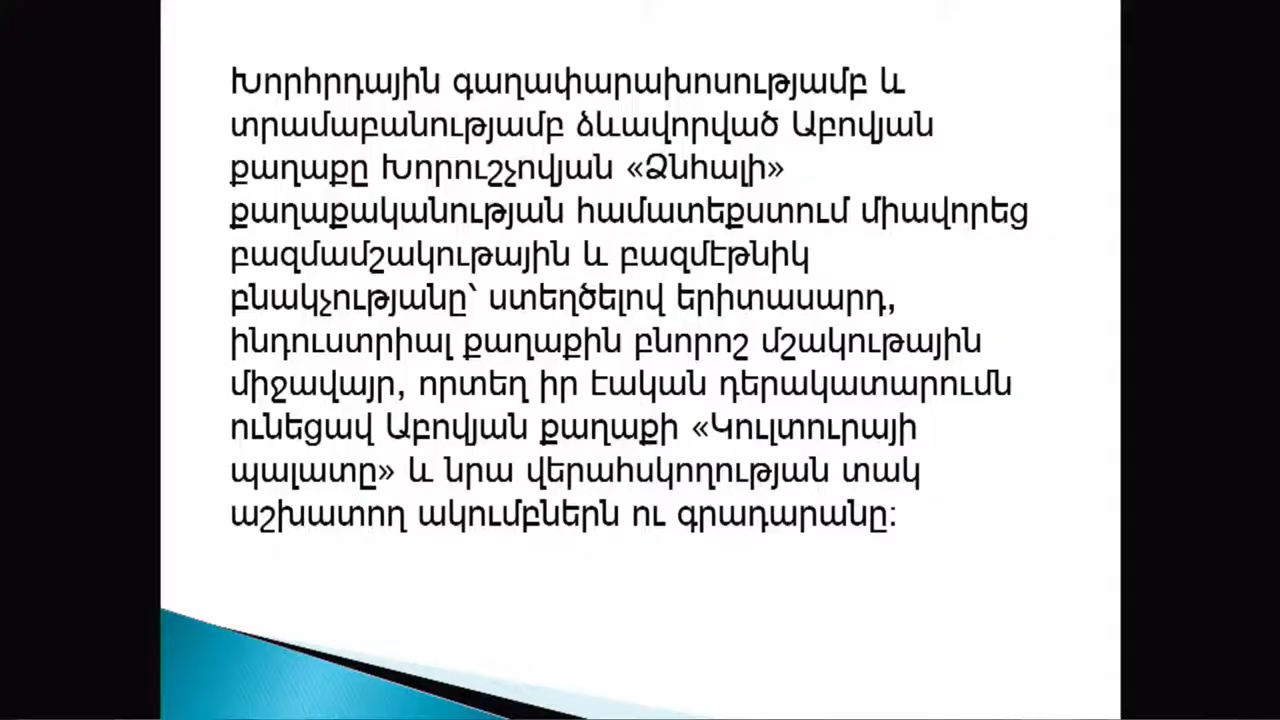 Խորհրդային գաղափարախոսությամբ և
տրամաբանությամբ ձևավորված Աբովյան
քաղաքը Խորուշչովյան «Ձնհալի»
քաղաքականության համատեքստում միավորեց
բազմամշակութային և բազմէթնիկ
բնակչությանը՝ ստեղծելով երիտասարդ,
ինդուստրիալ քաղաքին բնորոշ մշակութային
միջավայր, որտեղ իր էական դերակատարումն
ունեցավ Աբովյան քաղաքի «Կուլտուրայի
պալատը» և նրա վերահսկողության տակ
աշխատող ակումբներն ու գրադարանը։